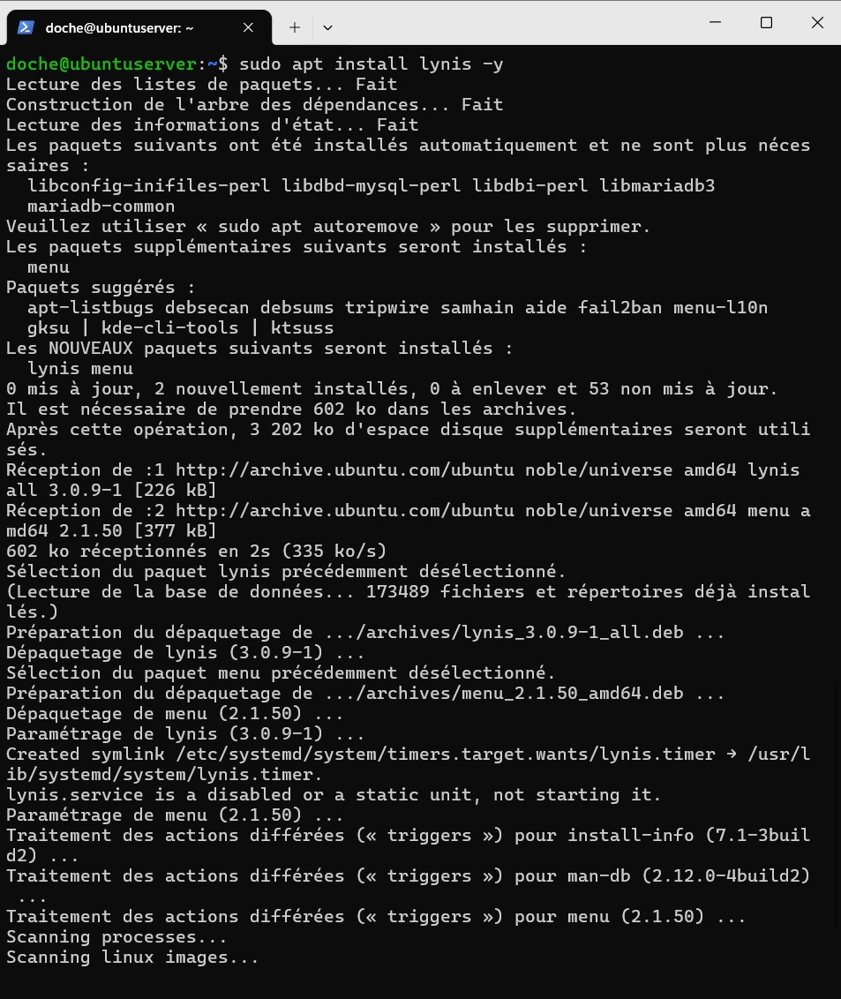 doche@ubuntuserver: ~
doche@ubuntuserver:~$ sudo apt install lynis -y
Lecture des listes de paquets... Fait
Construction de l'arbre des dépendances... Fait
Lecture des informations d'état... Fait
Les paquets suivants ont été installés automatiquement et ne sont plus néces
saires :
  libconfig-inifiles-perl libdbd-mysql-perl libdbi-perl libmariadb3
  mariadb-common
Veuillez utiliser « sudo apt autoremove » pour les supprimer.
Les paquets supplémentaires suivants seront installés :
  menu
Paquets suggérés :
  apt-listbugs debsecan debsums tripwire samhain aide fail2ban menu-l10n
  gksu | kde-cli-tools | ktsuss
Les NOUVEAUX paquets suivants seront installés :
  lynis menu
0 mis à jour, 2 nouvellement installés, 0 à enlever et 53 non mis à jour.
Il est nécessaire de prendre 602 ko dans les archives.
Après cette opération, 3 202 ko d'espace disque supplémentaires seront utili
sés.
Réception de :1 http://archive.ubuntu.com/ubuntu noble/universe amd64 lynis
all 3.0.9-1 [226 kB]
Réception de :2 http://archive.ubuntu.com/ubuntu noble/universe amd64 menu a
md64 2.1.50 [377 kB]
602 ko réceptionnés en 2s (335 ko/s)
Sélection du paquet lynis précédemment désélectionné.
(Lecture de la base de données... 173489 fichiers et répertoires déjà instal
lés.)
Préparation du dépaquetage de .../archives/lynis_3.0.9-1_all.deb ...
Dépaquetage de lynis (3.0.9-1) ...
Sélection du paquet menu précédemment désélectionné.
Préparation du dépaquetage de .../archives/menu_2.1.50_amd64.deb ...
Dépaquetage de menu (2.1.50) ...
Paramétrage de lynis (3.0.9-1) ...
Created symlink /etc/systemd/system/timers.target.wants/lynis.timer → /usr/l
ib/systemd/system/lynis.timer.
lynis.service is a disabled or a static unit, not starting it.
Paramétrage de menu (2.1.50) ...
Traitement des actions différées (« triggers ») pour install-info (7.1-3buil
d2) ...
Traitement des actions différées (« triggers ») pour man-db (2.12.0-4build2)
 ...
Traitement des actions différées (« triggers ») pour menu (2.1.50) ...
Scanning processes...
Scanning linux images...